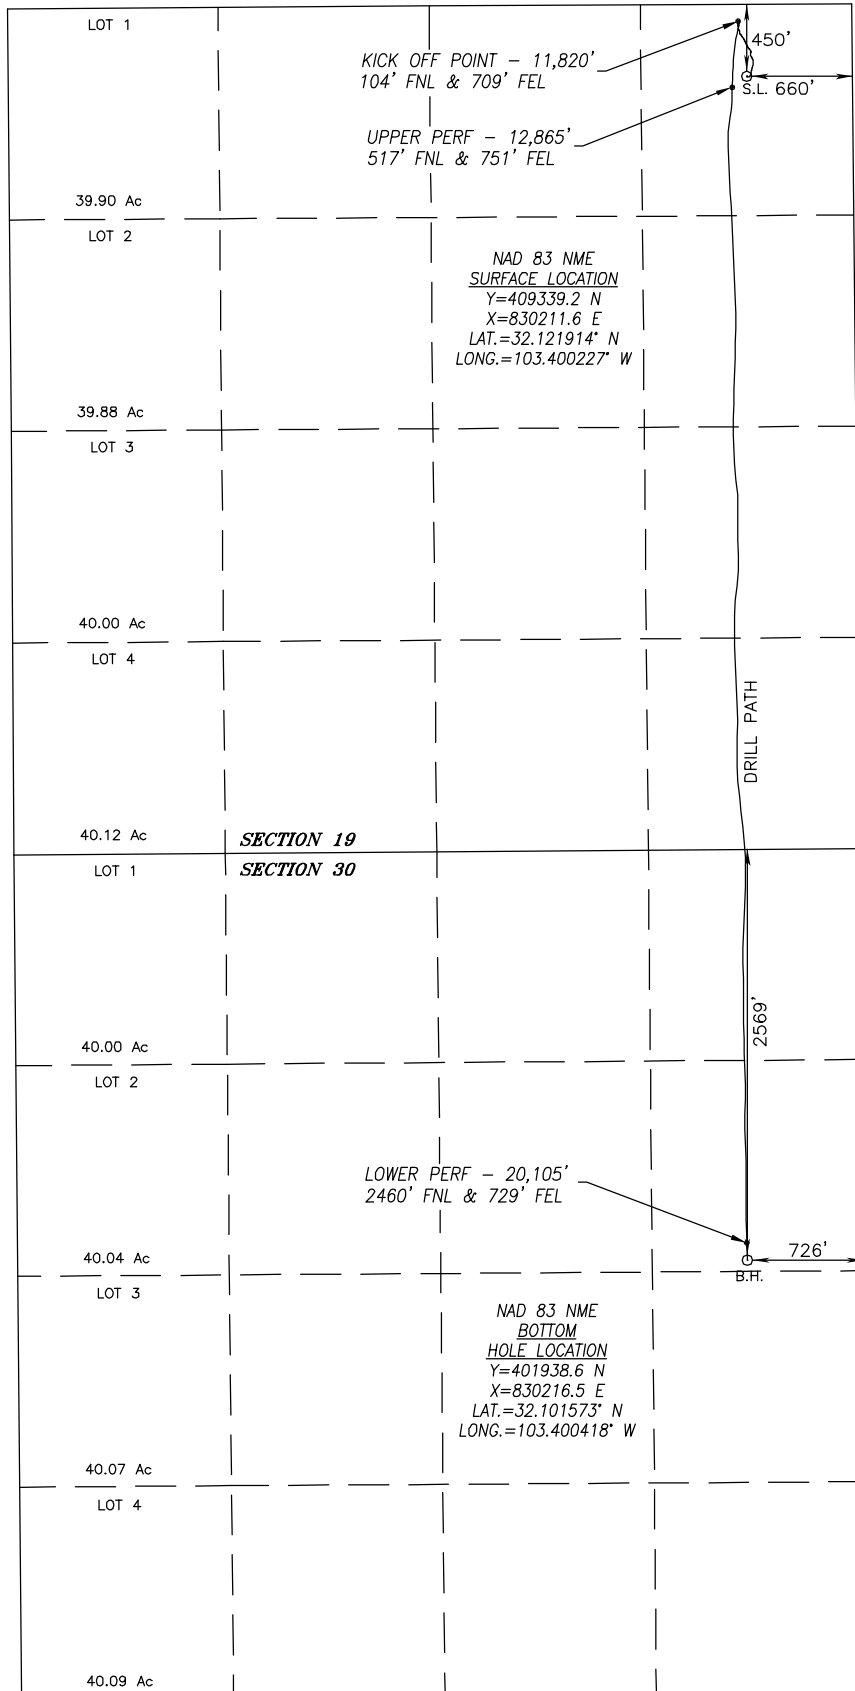 LOT 1
450'
KICK OFF POINT – 11,820'
104' FNL & 709' FEL
S.L. 660'
UPPER PERF – 12,865'
517' FNL & 751' FEL
39.90 Ac
LOT 2
NAD 83 NME
SURFACE LOCATION
Y=409339.2 N
X=830211.6 E
LAT.=32.121914° N
LONG.=103.400227° W
39.88 Ac
LOT 3
40.00 Ac
LOT 4
DRILL PATH
40.12 Ac
SECTION 19
LOT 1
SECTION 30
2569'
40.00 Ac
LOT 2
LOWER PERF – 20,105'
2460' FNL & 729' FEL
726'
40.04 Ac
B.H.
LOT 3
NAD 83 NME
BOTTOM
HOLE LOCATION
Y=401938.6 N
X=830216.5 E
LAT.=32.101573° N
LONG.=103.400418° W
40.07 Ac
LOT 4
40.09 Ac